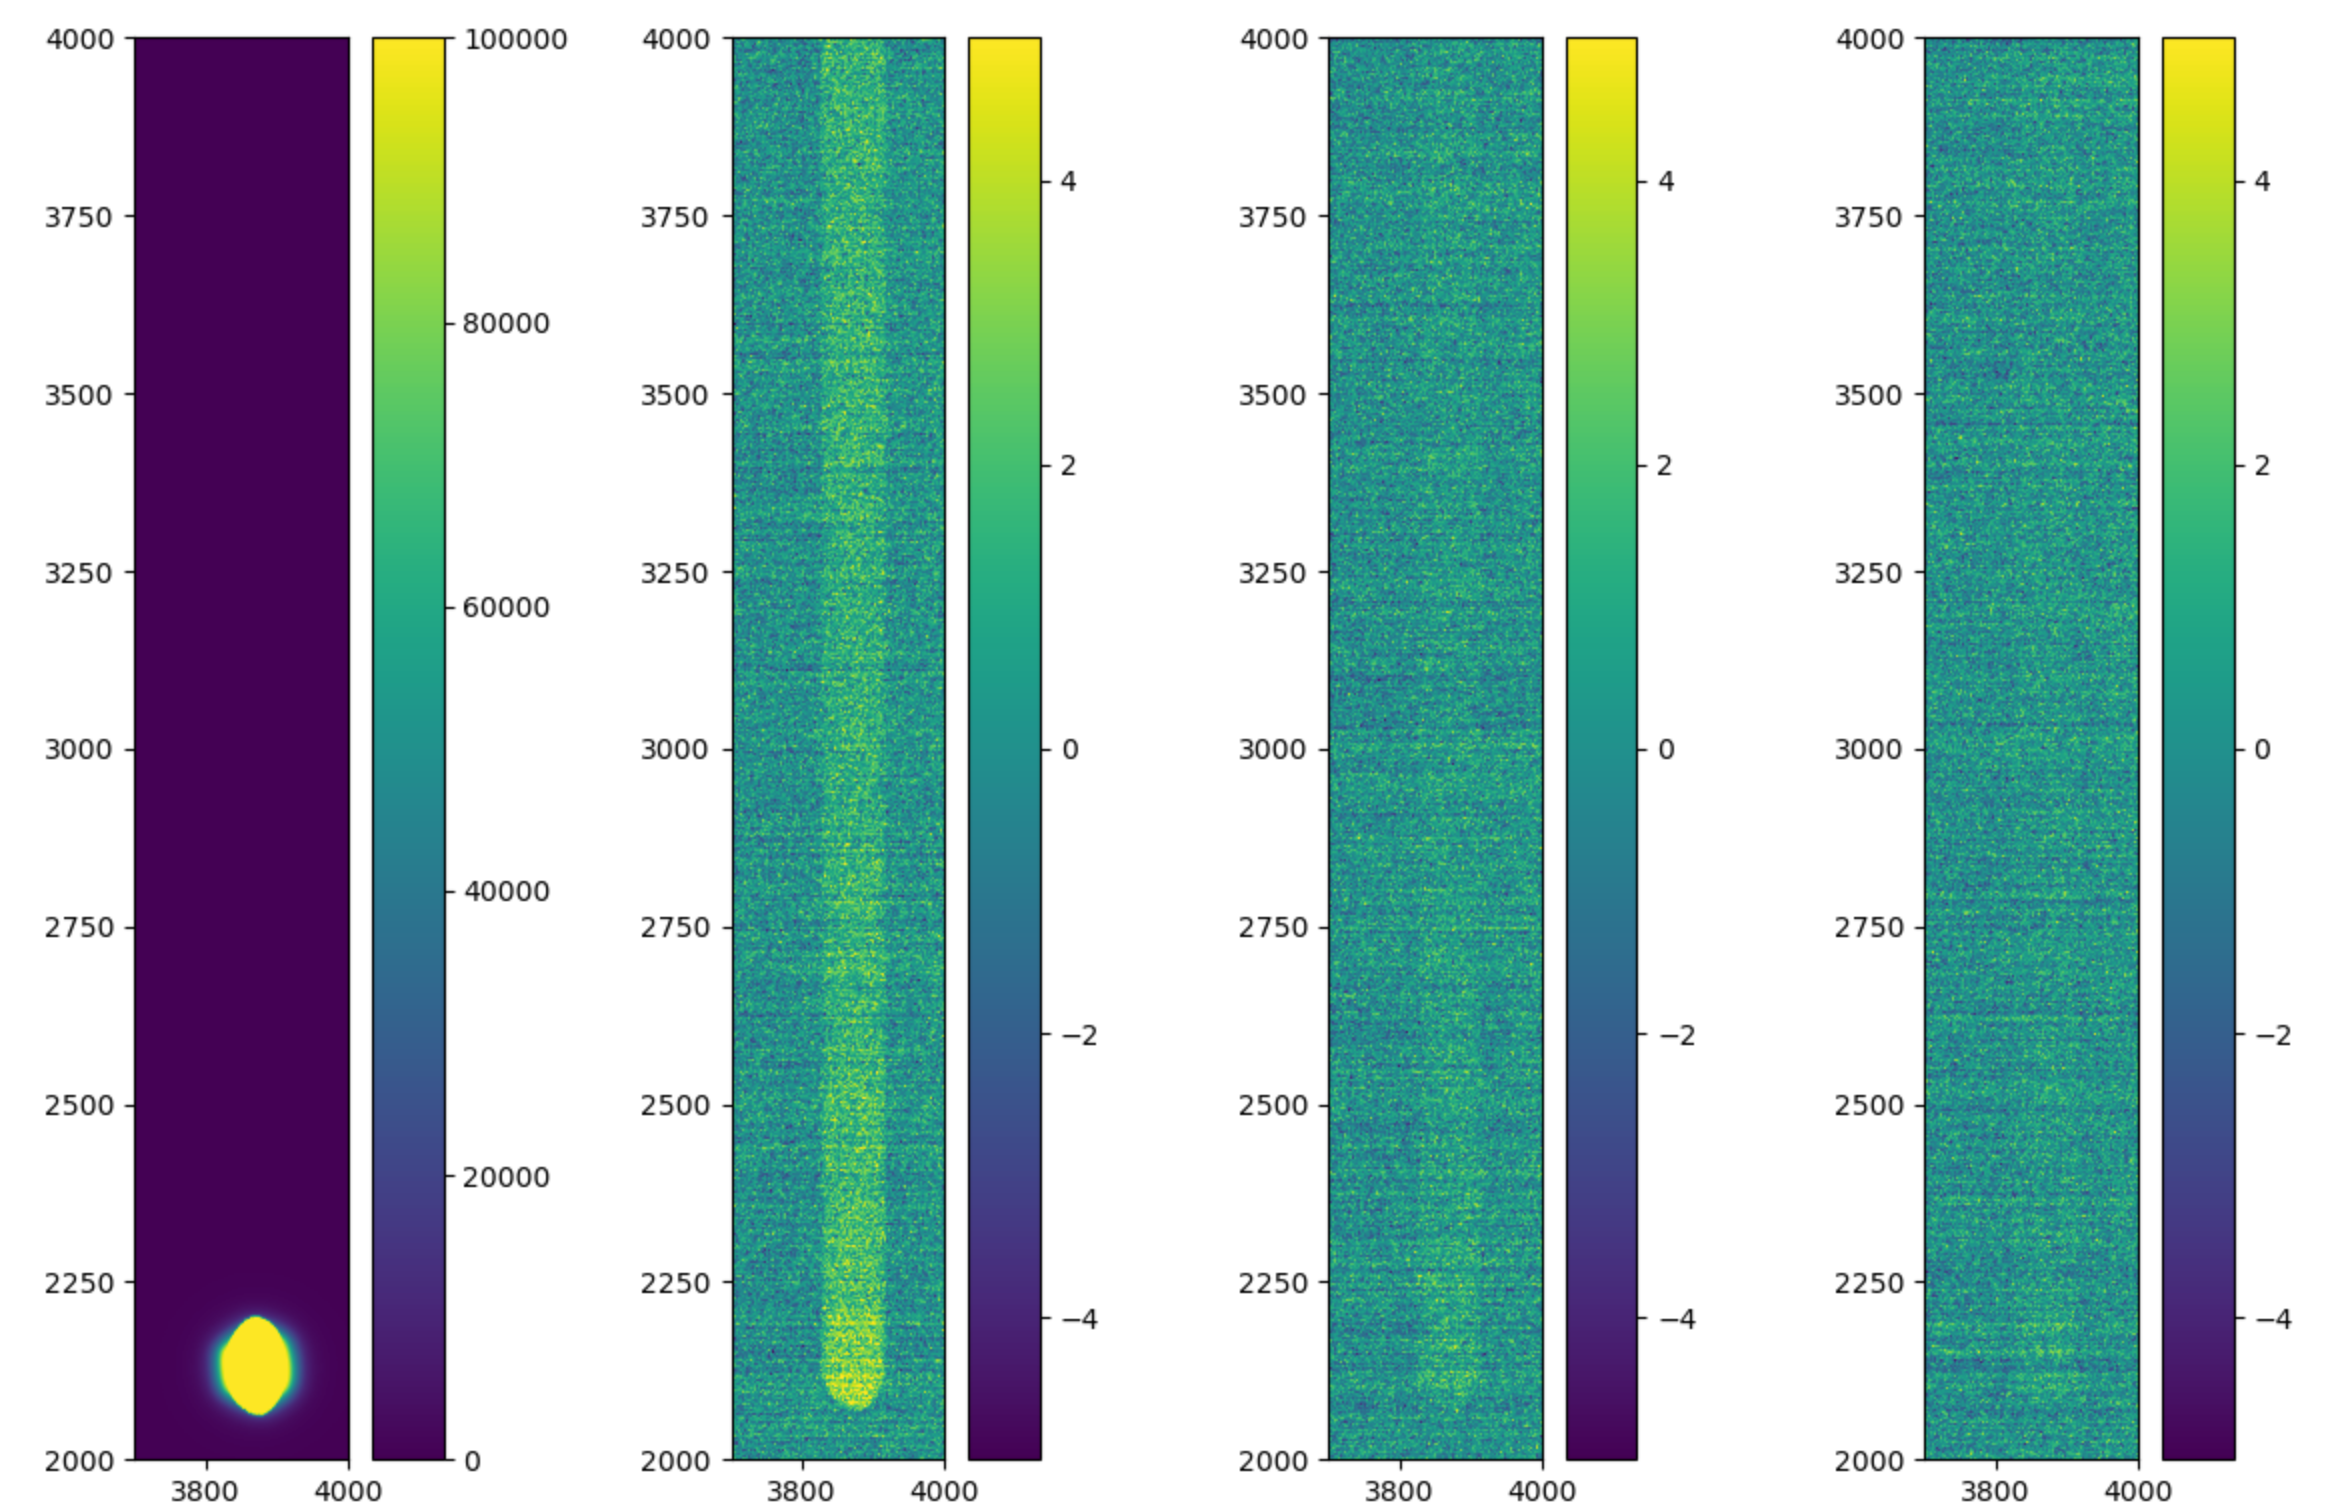 4000 100000 4000 4000 4000
3750 4 3750 4 3750 4
80000
3500 3500 2 3500 2 3500 2
60000
3250 3250 3250 3250
3000 3000 0 3000 0 3000 0
40000
2750 2750 2750 2750
2500 2500 −2 2500 −2 2500 −2
20000
2250 2250 −4 2250 −4 2250 −4
2000 0 2000 2000 2000
3800 4000 3800 4000 3800 4000 3800 4000
3750